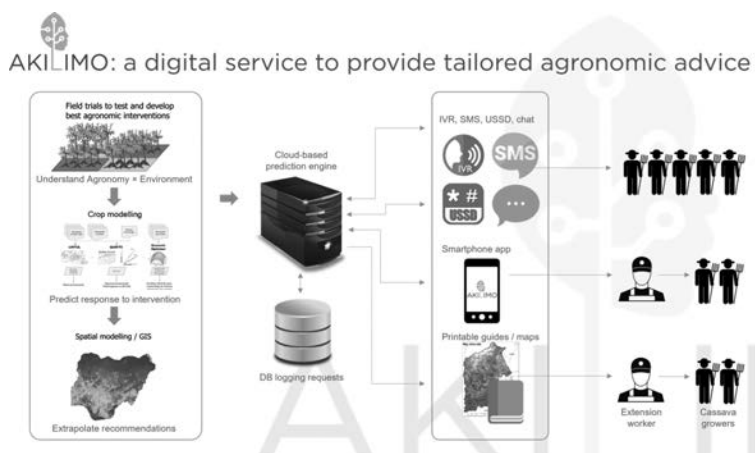 AKILIMO: a digital service to provide tailored agronomic advice
Field trials to test and develop
best agronomic interventions
Understand Agronomy × Environment
Crop modelling
Predict response to intervention
Spatial modelling / GIS
Extrapolate recommendations
Cloud-based
prediction engine
DB logging requests
IVR, SMS, USSD, chat
IVR
SMS
* #
USSD
...
Smartphone app
AKILIMO
Printable guides / maps
Extension
worker
Cassava
growers
AKILI